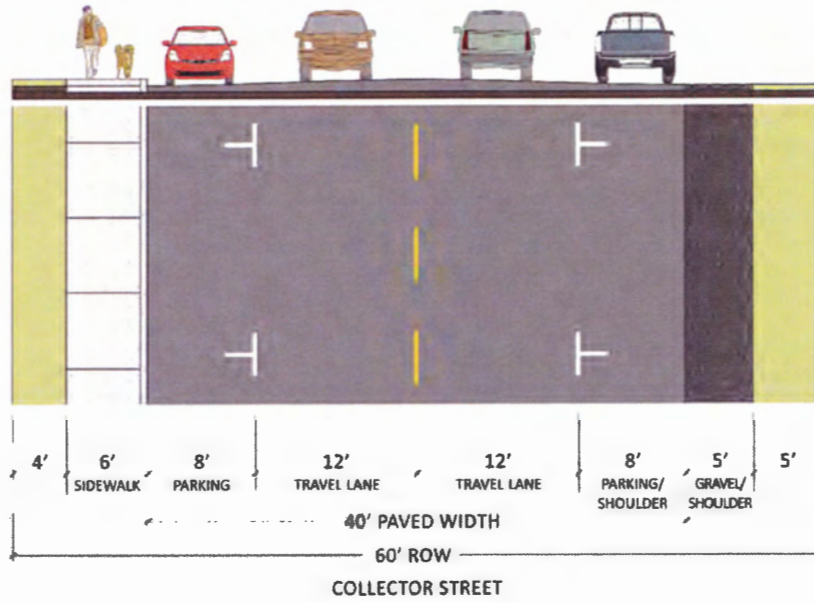 4' 6' 8' 12' 12' 8' 5' 5'
SIDEWALK PARKING TRAVEL LANE TRAVEL LANE PARKING/ GRAVEL/
SHOULDER SHOULDER
40' PAVED WIDTH
60' ROW
COLLECTOR STREET